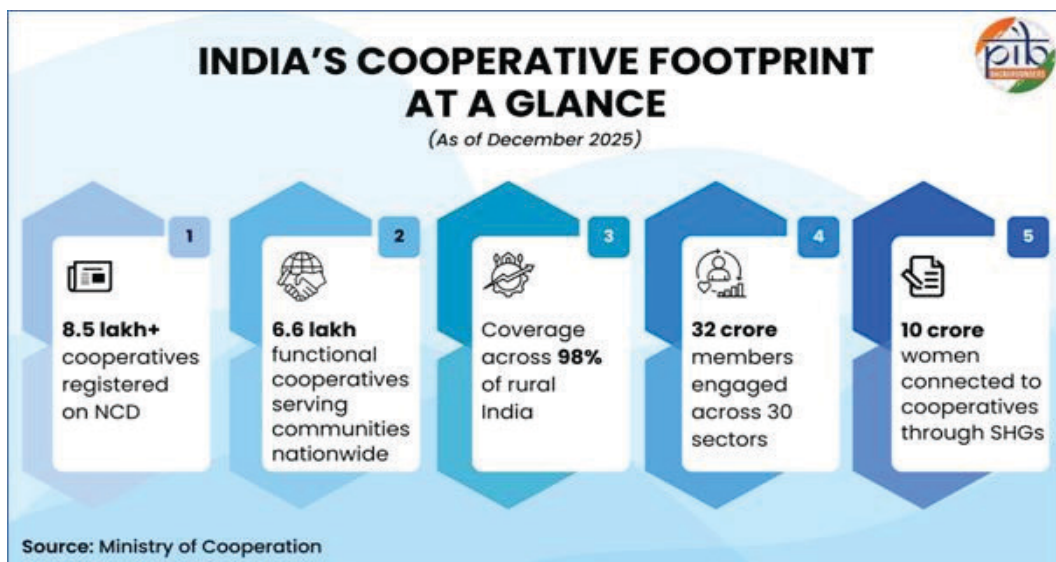 INDIA'S COOPERATIVE FOOTPRINT
AT A GLANCE
(As of December 2025)
pib
BACKGROUNDERS
1
8.5 lakh+
cooperatives
registered
on NCD
2
6.6 lakh
functional
cooperatives
serving
communities
nationwide
3
Coverage
across 98%
of rural
India
4
32 crore
members
engaged
across 30
sectors
5
10 crore
women
connected to
cooperatives
through SHGs
Source: Ministry of Cooperation